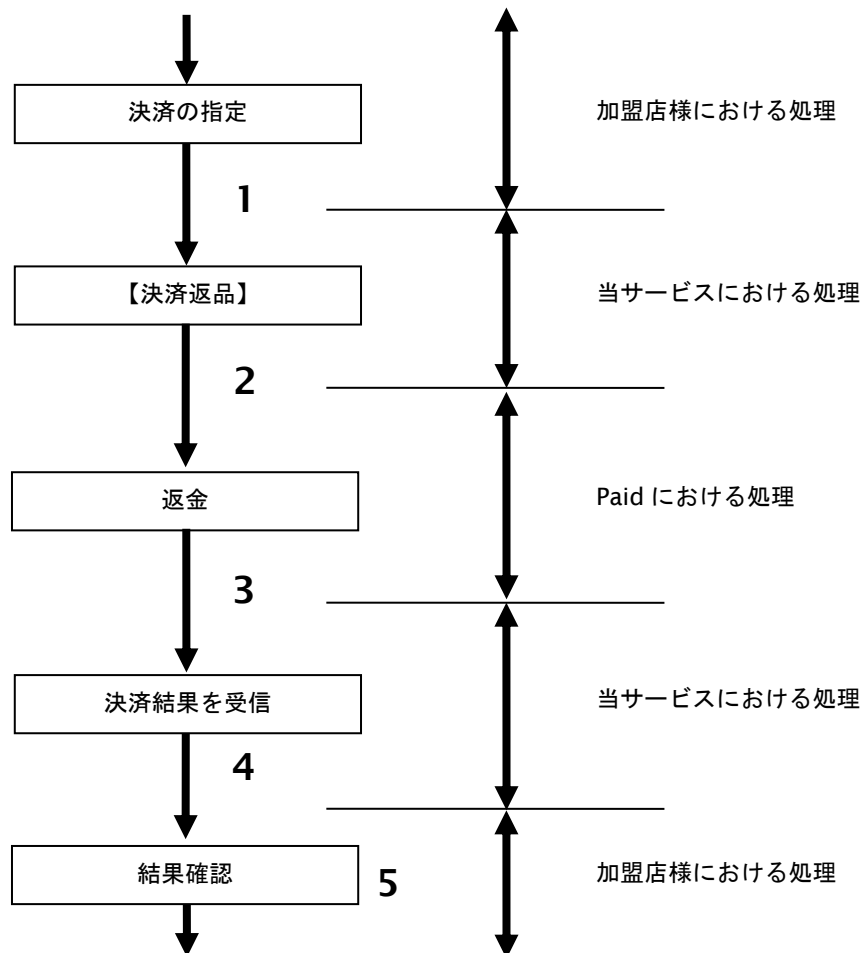 決済の指定
加盟店様における処理
1
【決済返品】
当サービスにおける処理
2
返金
Paid における処理
3
決済結果を受信
当サービスにおける処理
4
結果確認
5
加盟店様における処理